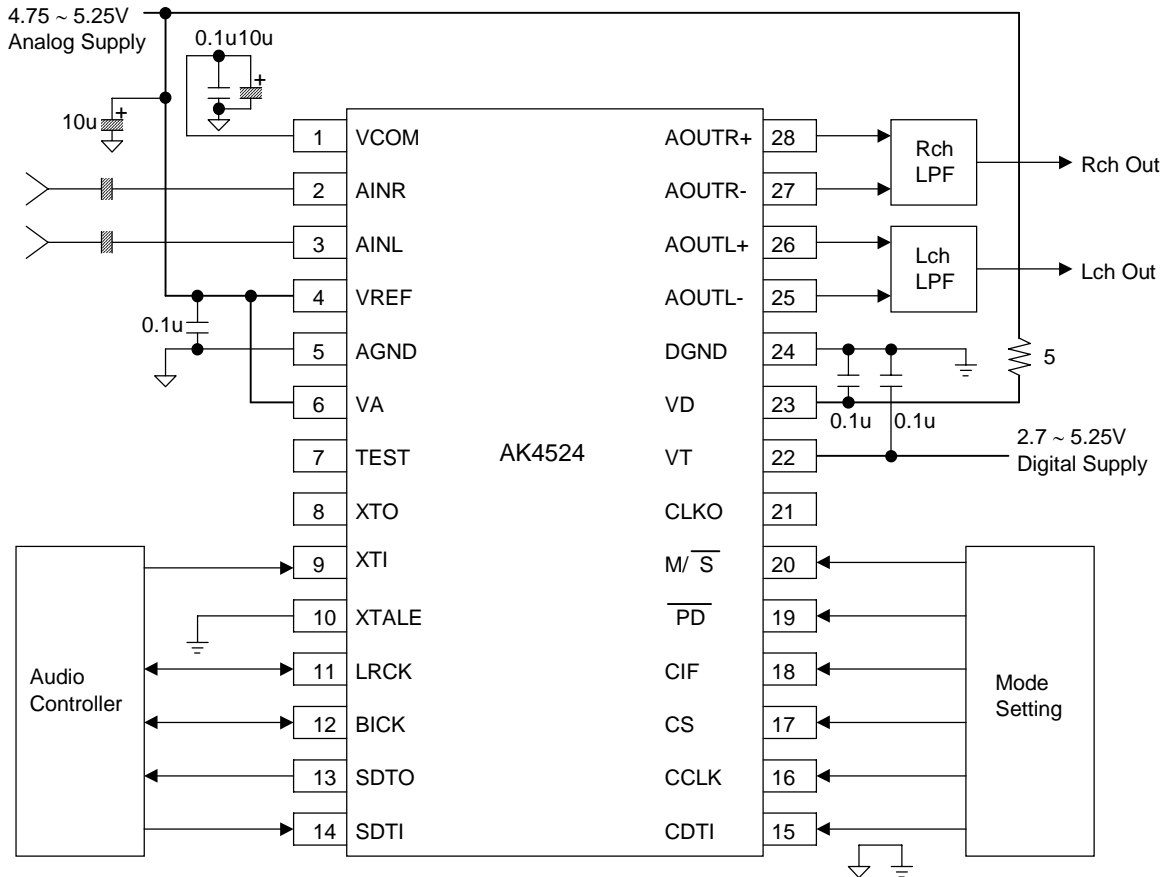 4.75 ~ 5.25V
Analog Supply
0.1u10u
+
10u
+
1 VCOM
2 AINR
3 AINL
4 VREF
0.1u
5 AGND
6 VA
7 TEST
8 XTO
9 XTI
10 XTALE
11 LRCK
12 BICK
13 SDTO
14 SDTI
Audio
Controller
AK4524
AOUTR+ 28
AOUTR- 27
AOUTL+ 26
AOUTL- 25
DGND 24
VD 23
VT 22
CLKO 21
M/ S 20
PD 19
CIF 18
CS 17
CCLK 16
CDTI 15
Rch
LPF
Rch Out
Lch
LPF
Lch Out
5
0.1u 0.1u
2.7 ~ 5.25V
Digital Supply
Mode
Setting